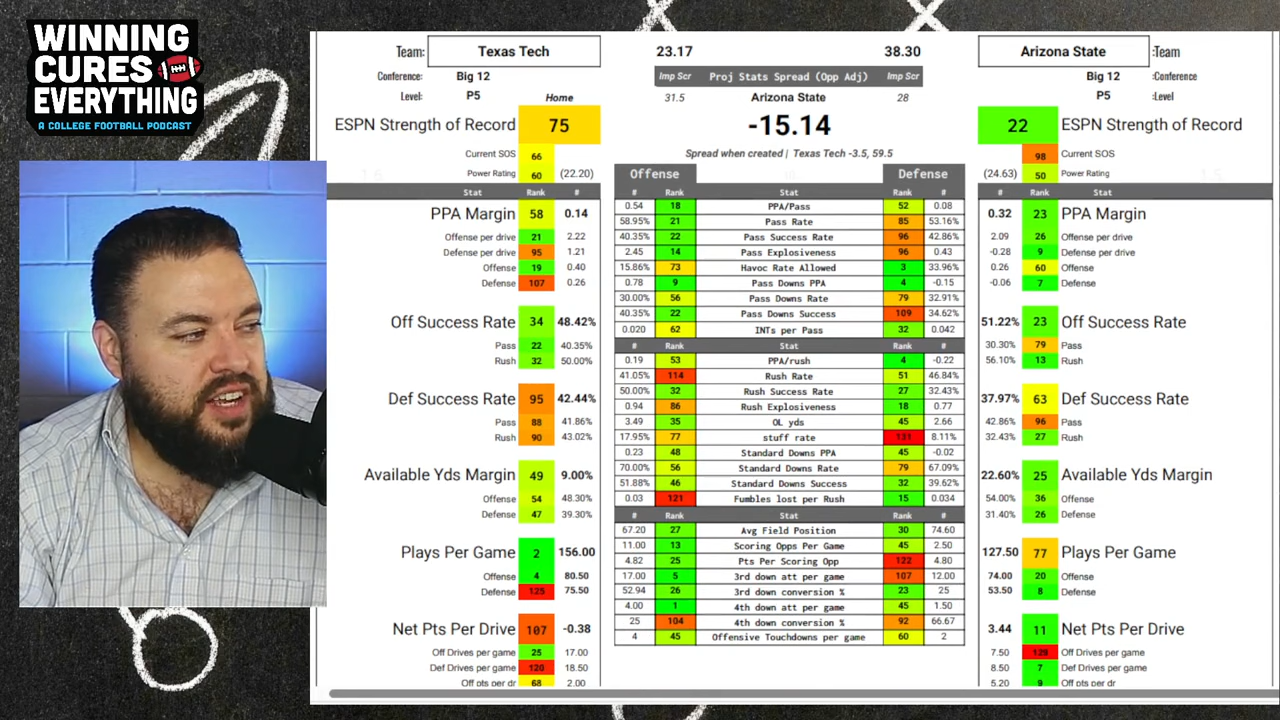 WINNING
CURES
EVERYTHING
A COLLEGE FOOTBALL PODCAST
Team: Texas Tech 23.17 38.30 Arizona State :Team
Conference: Big 12 Imp Scr Proj Stats Spread (Opp Adj) Imp Scr Big 12 :Conference
Level: P5 Home 31.5 Arizona State 28 P5 :Level
ESPN Strength of Record 75 -15.14 22 ESPN Strength of Record
Current SOS 66 Spread when created | Texas Tech -3.5, 59.5 98 Current SOS
Power Rating 60 (22.20) Offense Defense (24.63) 50 Power Rating
Stat Rank # # Rank Stat Rank # # Rank Stat
PPA Margin 58 0.14
Offense per drive 21 2.22
Defense per drive 95 1.21
Offense 19 0.40
Defense 107 0.26
Off Success Rate 34 48.42%
Pass 22 40.35%
Rush 32 50.00%
Def Success Rate 95 42.44%
Pass 88 41.86%
Rush 90 43.02%
Available Yds Margin 49 9.00%
Offense 54 48.30%
Defense 47 39.30%
Plays Per Game 2 156.00
Offense 4 80.50
Defense 125 75.50
Net Pts Per Drive 107 -0.38
Off Drives per game 25 17.00
Def Drives per game 120 18.50
Off pts per dr 68 2.00
0.54 18 PPA/Pass 52 0.08
58.95% 21 Pass Rate 85 53.16%
40.35% 22 Pass Success Rate 96 42.86%
2.45 14 Pass Explosiveness 96 0.43
15.86% 73 Havoc Rate Allowed 3 33.96%
0.78 9 Pass Downs PPA 4 -0.15
30.00% 56 Pass Downs Rate 79 32.91%
40.35% 22 Pass Downs Success 109 34.62%
0.020 62 INTs per Pass 32 0.042
# Rank Stat Rank #
0.19 53 PPA/rush 4 -0.22
41.05% 114 Rush Rate 51 46.84%
50.00% 32 Rush Success Rate 27 32.43%
0.94 86 Rush Explosiveness 18 0.77
3.49 35 OL yds 45 2.66
17.95% 77 stuff rate 131 8.11%
0.23 48 Standard Downs PPA 45 -0.02
70.00% 56 Standard Downs Rate 79 67.09%
51.88% 46 Standard Downs Success 32 39.62%
0.03 121 Fumbles lost per Rush 15 0.034
# Rank Stat Rank #
67.20 27 Avg Field Position 30 74.60
11.00 13 Scoring Opps Per Game 45 2.50
4.82 25 Pts Per Scoring Opp 122 4.80
17.00 5 3rd down att per game 107 12.00
52.94 26 3rd down conversion % 23 25
4.00 1 4th down att per game 45 1.50
25 104 4th down conversion % 92 66.67
4 45 Offensive Touchdowns per game 60 2
0.32 23 PPA Margin
2.09 26 Offense per drive
-0.28 9 Defense per drive
0.26 60 Offense
-0.06 7 Defense
51.22% 23 Off Success Rate
30.30% 79 Pass
56.10% 13 Rush
37.97% 63 Def Success Rate
42.86% 96 Pass
32.43% 27 Rush
22.60% 25 Available Yds Margin
54.00% 36 Offense
31.40% 26 Defense
127.50 77 Plays Per Game
74.00 20 Offense
53.50 8 Defense
3.44 11 Net Pts Per Drive
7.50 Off Drives per game
8.50 7 Def Drives per game
5.20 9 Off pts per dr